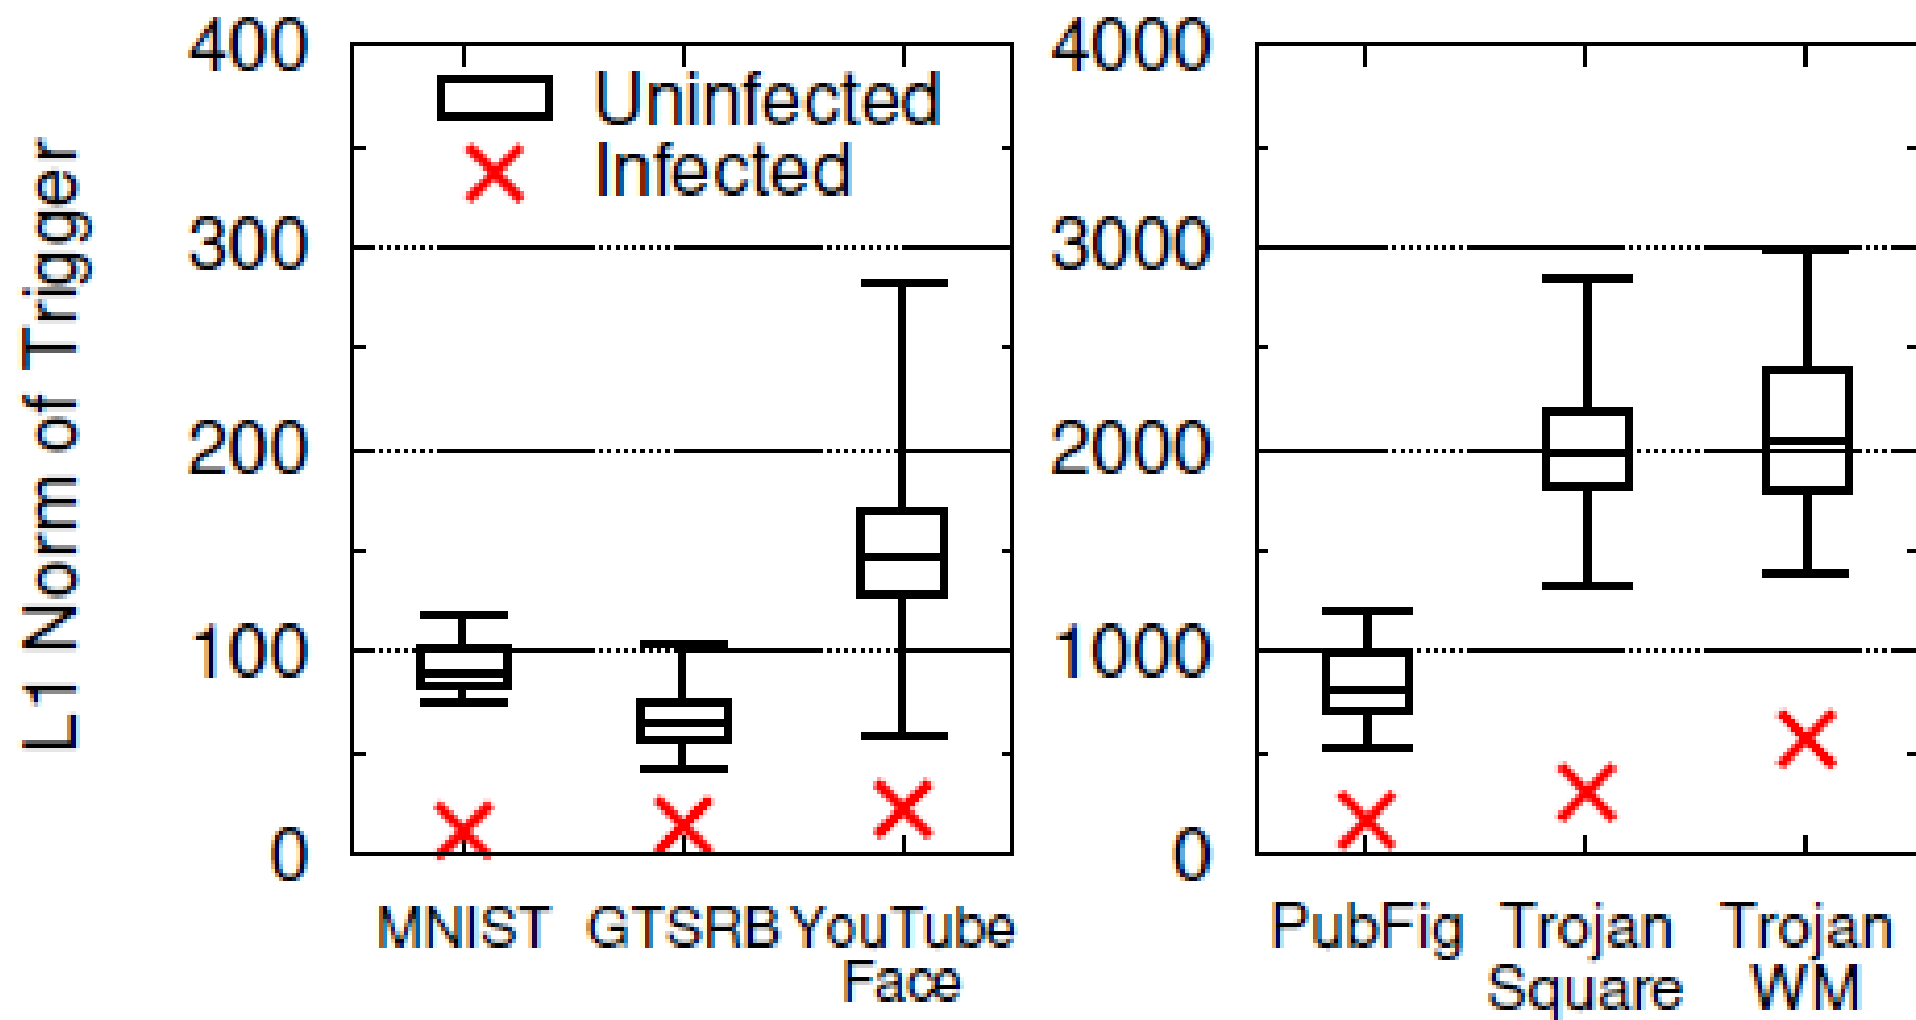 L1 Norm of Trigger
400
300
200
100
0
Uninfected
Infected
MNIST
GTSRB
YouTube
Face
4000
3000
2000
1000
0
PubFig
Trojan
Square
Trojan
WM